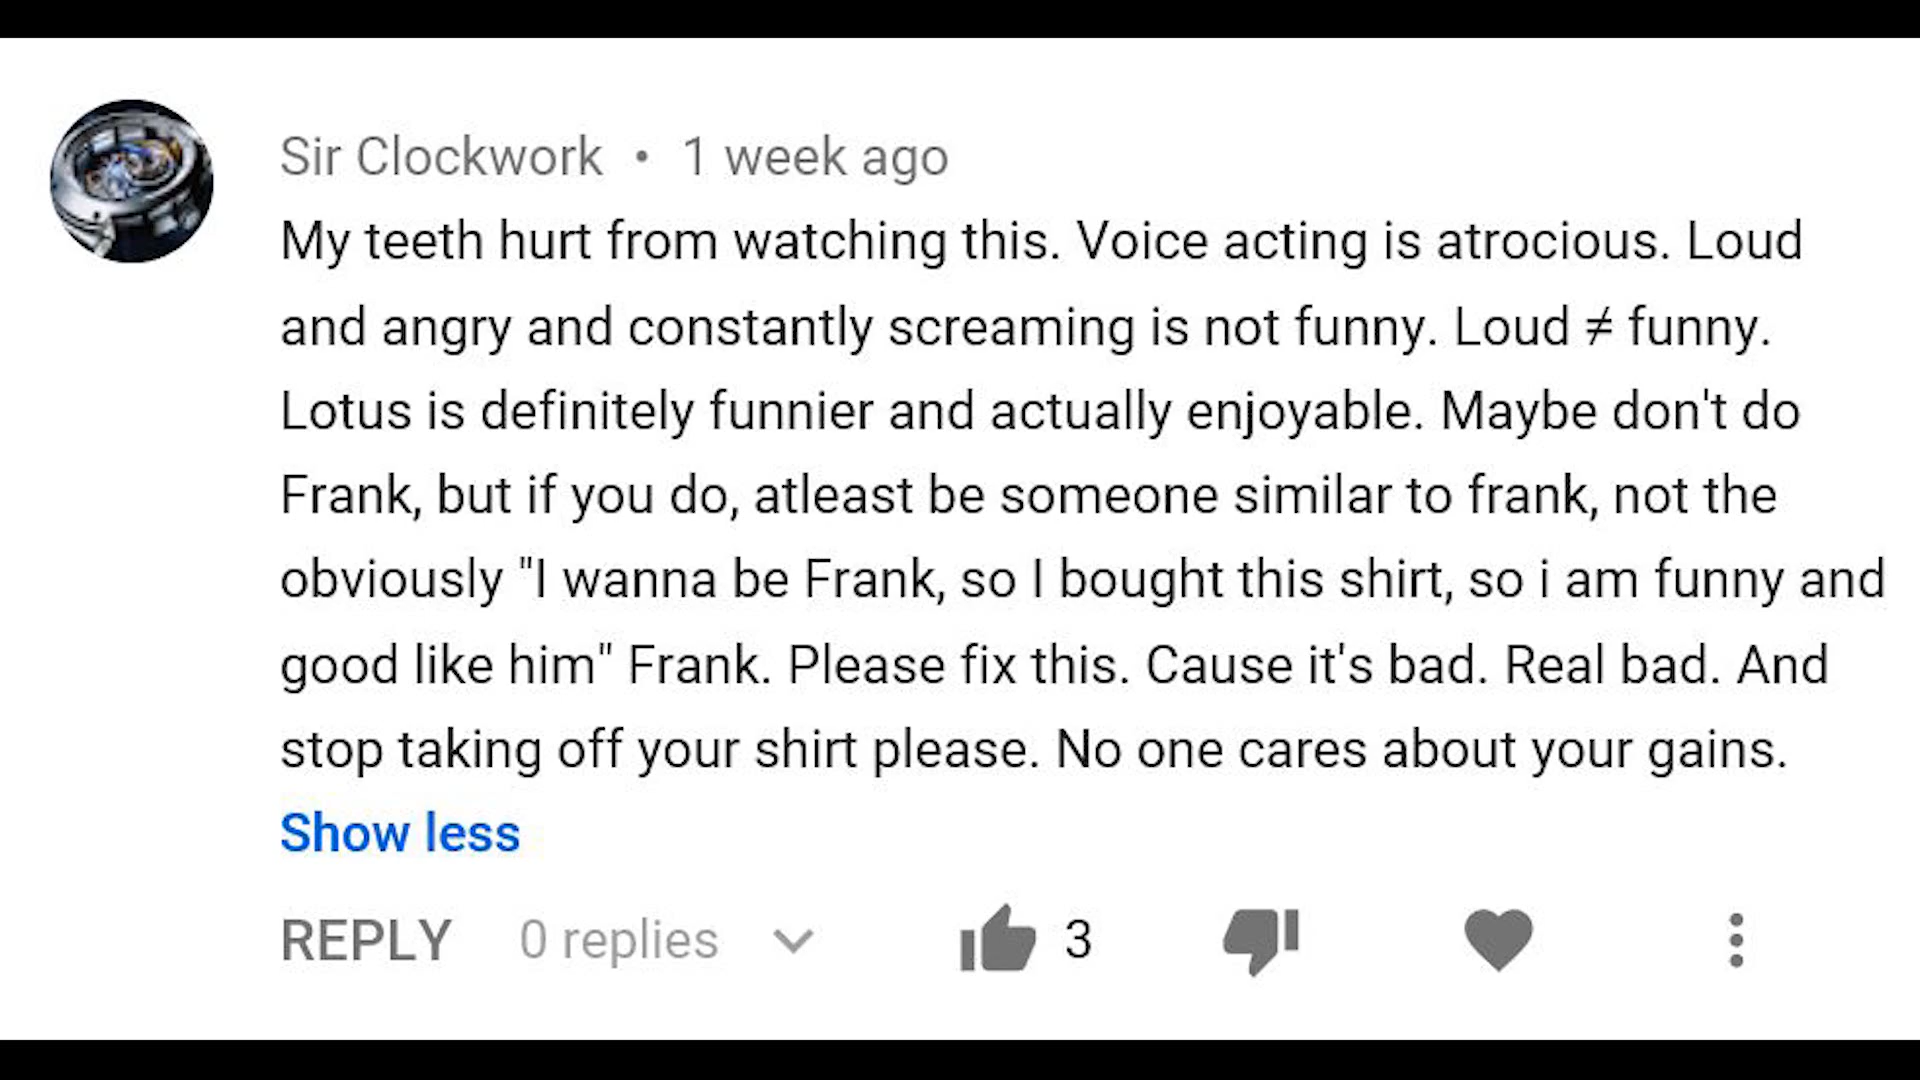 Sir Clockwork • 1 week ago
My teeth hurt from watching this. Voice acting is atrocious. Loud
and angry and constantly screaming is not funny. Loud ≠ funny.
Lotus is definitely funnier and actually enjoyable. Maybe don't do
Frank, but if you do, atleast be someone similar to frank, not the
obviously "I wanna be Frank, so I bought this shirt, so i am funny and
good like him" Frank. Please fix this. Cause it's bad. Real bad. And
stop taking off your shirt please. No one cares about your gains.
Show less
REPLY 0 replies 3